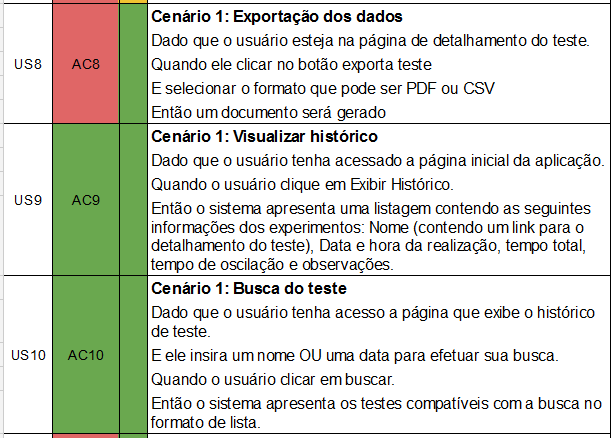 Cenário 1: Exportação dos dados
Dado que o usuário esteja na página de detalhamento do teste.
US8 AC8 Quando ele clicar no botão exporta teste
E selecionar o formato que pode ser PDF ou CSV
Então um documento será gerado
Cenário 1: Visualizar histórico
Dado que o usuário tenha acessado a página inicial da aplicação.
Quando o usuário clique em Exibir Histórico.
US9 AC9 Então o sistema apresenta uma listagem contendo as seguintes
informações dos experimentos: Nome (contendo um link para o
detalhamento do teste), Data e hora da realização, tempo total,
tempo de oscilação e observações.
Cenário 1: Busca do teste
Dado que o usuário tenha acesso a página que exibe o histórico
de teste.
US10 AC10 E ele insira um nome OU uma data para efetuar sua busca.
Quando o usuário clicar em buscar.
Então o sistema apresenta os testes compatíveis com a busca no
formato de lista.